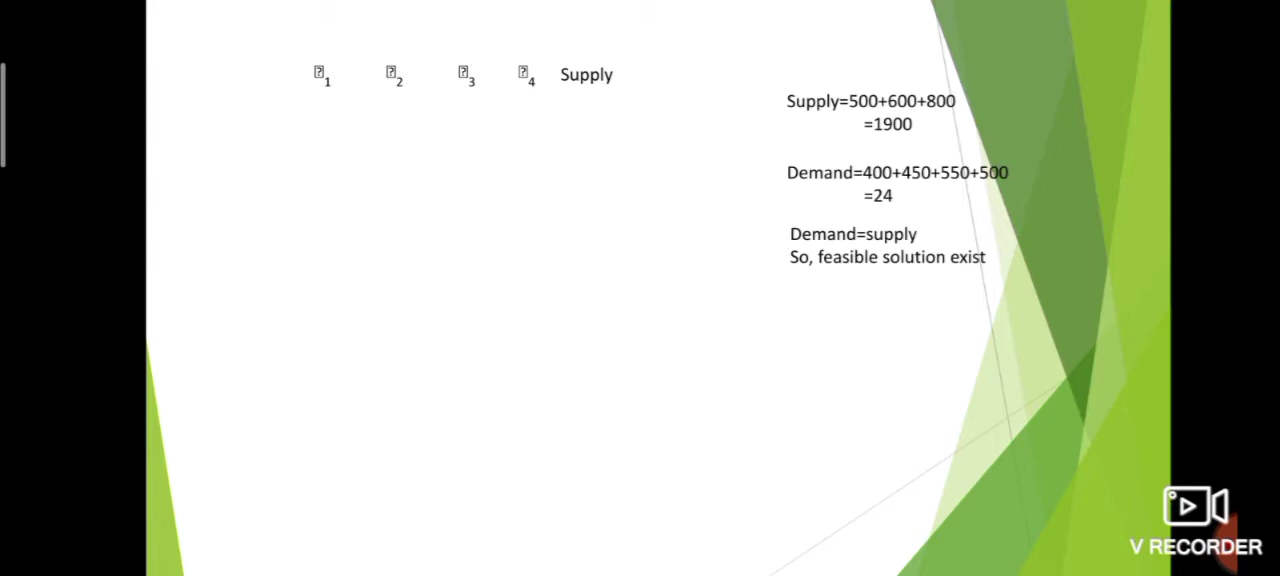 ⍰1 ⍰2 ⍰3 ⍰4 Supply
Supply=500+600+800
=1900
Demand=400+450+550+500
=24
Demand=supply
So, feasible solution exist
V RECORDER